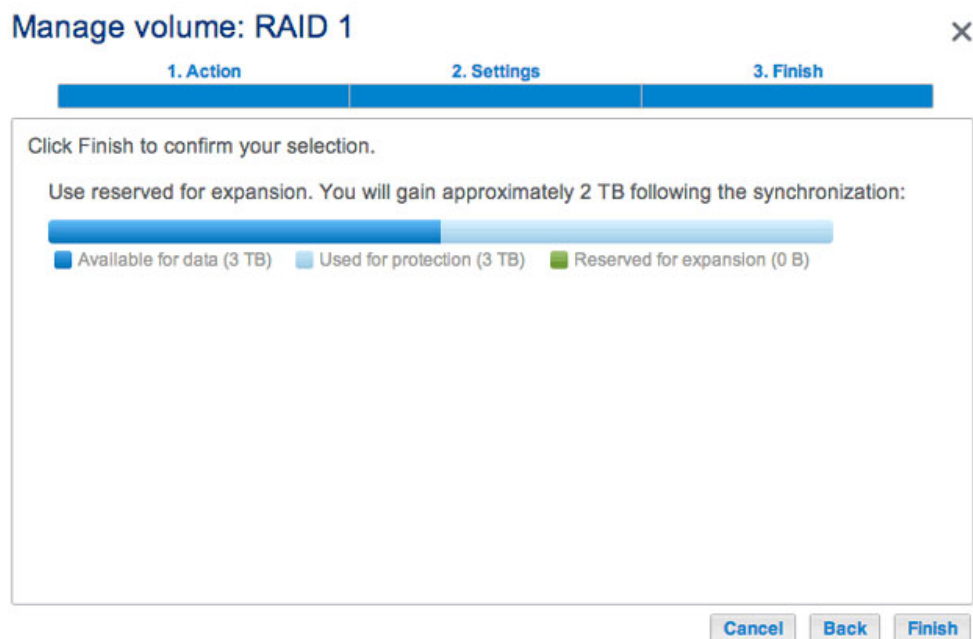 Manage volume: RAID 1
1. Action 2. Settings 3. Finish
Click Finish to confirm your selection.
Use reserved for expansion. You will gain approximately 2 TB following the synchronization:
Available for data (3 TB) Used for protection (3 TB) Reserved for expansion (0 B)
Cancel Back Finish